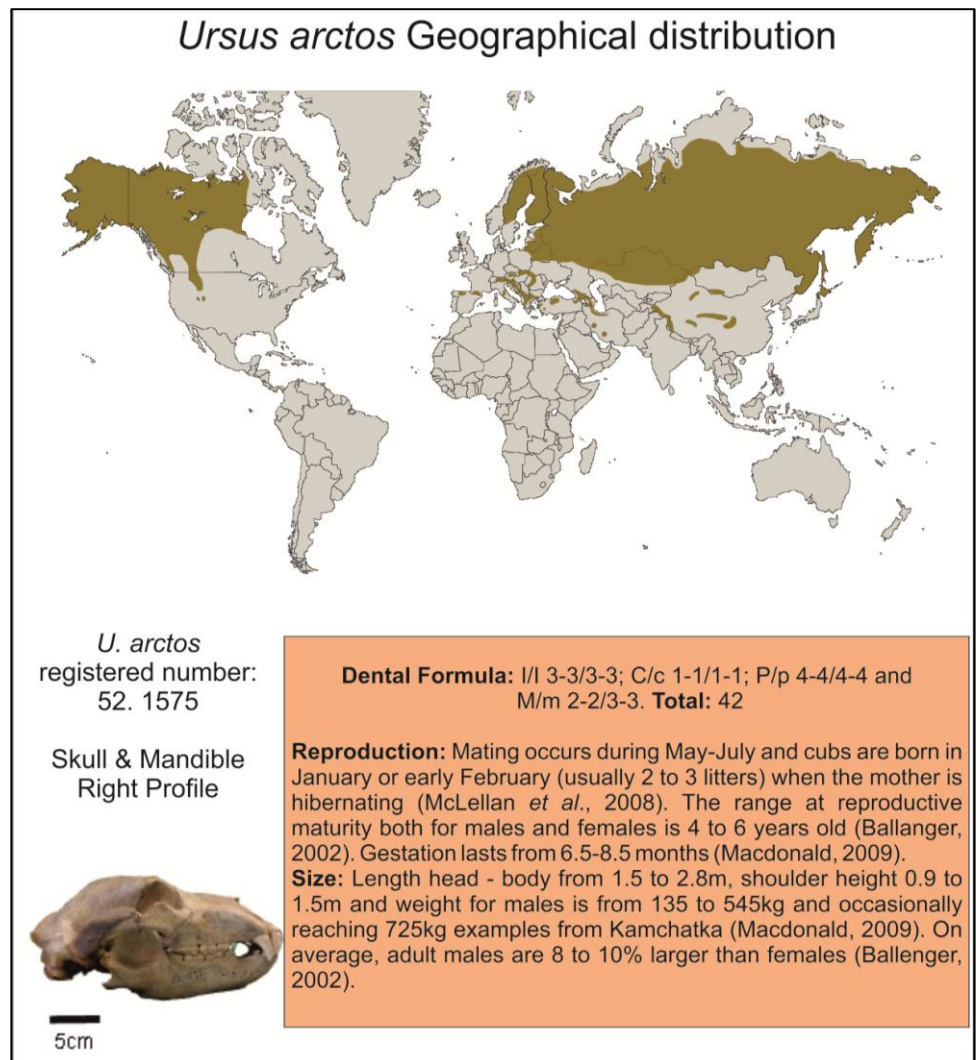 Ursus arctos Geographical distribution
U. arctos
registered number:
52. 1575
Skull & Mandible
Right Profile
5cm
Dental Formula: I/I 3-3/3-3; C/c 1-1/1-1; P/p 4-4/4-4 and
M/m 2-2/3-3. Total: 42
Reproduction: Mating occurs during May-July and cubs are born in
January or early February (usually 2 to 3 litters) when the mother is
hibernating (McLellan et al., 2008). The range at reproductive
maturity both for males and females is 4 to 6 years old (Ballanger,
2002). Gestation lasts from 6.5-8.5 months (Macdonald, 2009).
Size: Length head - body from 1.5 to 2.8m, shoulder height 0.9 to
1.5m and weight for males is from 135 to 545kg and occasionally
reaching 725kg examples from Kamchatka (Macdonald, 2009). On
average, adult males are 8 to 10% larger than females (Ballenger,
2002).